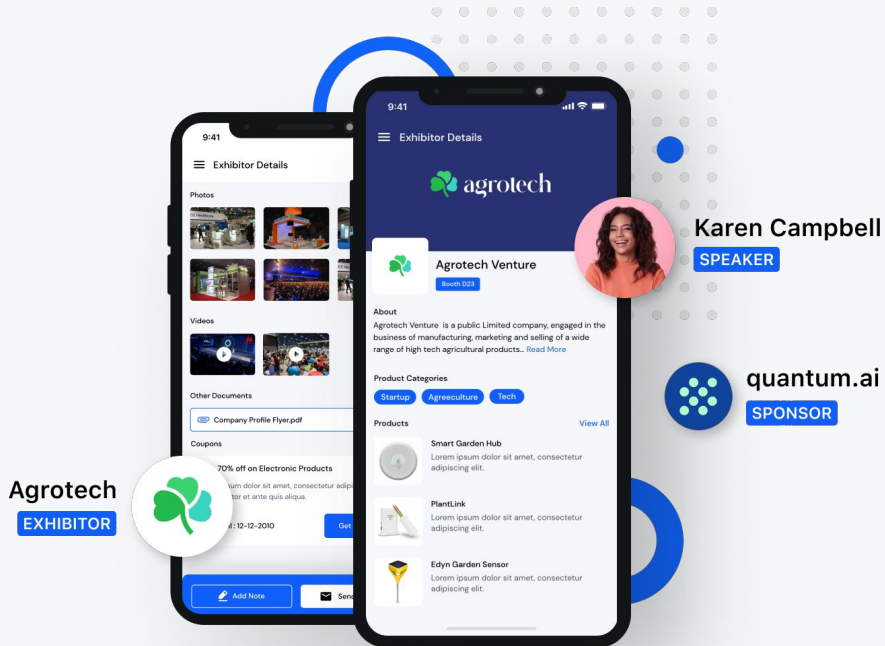 9:41
Exhibitor Details
Photos
Videos
Other Documents
Company Profile Flyer.pdf
Coupons
70% off on Electronic Products
dolor sit amet, consectetur
et ante quis aliqua.
: 12-12-2010
Get
Add Note
9:41
Exhibitor Details
agrotech
Agrotech Venture
Booth D23
About
Agrotech Venture is a public Limited company, engaged in the
business of manufacturing, marketing and selling of a wide
range of high tech agricultural products... Read More
Product Categories
Startup
Agreeculture
Tech
Products
View All
Smart Garden Hub
Lorem ipsum dolor sit amet, consectetur
adipiscing elit.
PlantLink
Lorem ipsum dolor sit amet, consectetur
adipiscing elit.
Edyn Garden Sensor
Lorem ipsum dolor sit amet, consectetur
adipiscing elit.
Karen Campbell
SPEAKER
quantum.ai
SPONSOR
Agrotech
EXHIBITOR